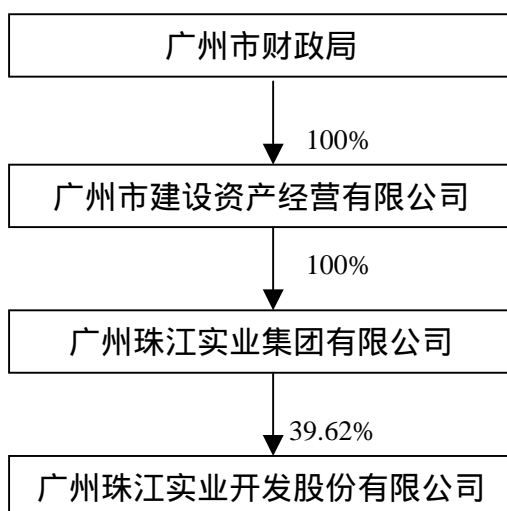 广州市财政局
100%
广州市建设资产经营有限公司
100%
广州珠江实业集团有限公司
39.62%
广州珠江实业开发股份有限公司